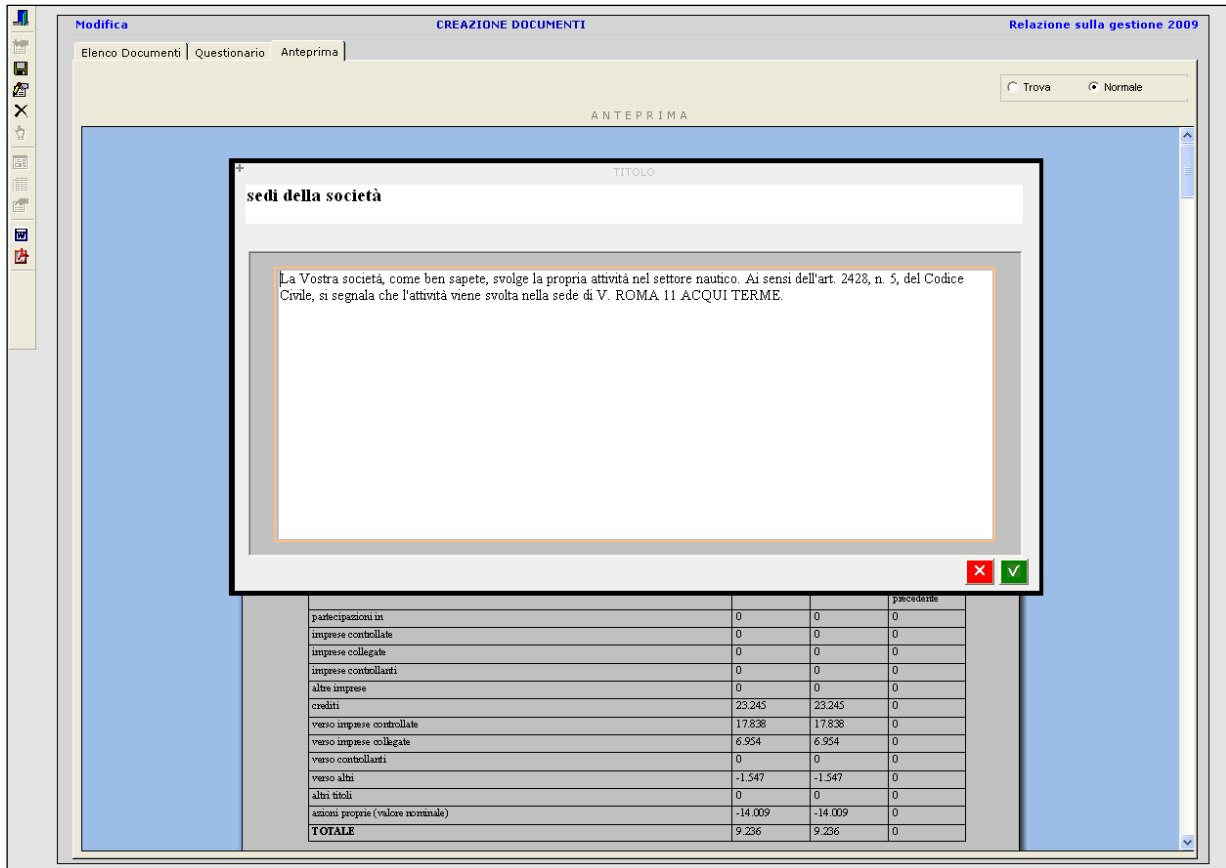 Modifica CREAZIONE DOCUMENTI Relazione sulla gestione 2009
Elenco Documenti Questionario Anteprima
Trova Normale
ANTEPRIMA
TITOLO
sedi della società
La Vostra società, come ben sapete, svolge la propria attività nel settore nautico. Ai sensi dell'art. 2428, n. 5, del Codice
Civile, si segnala che l'attività viene svolta nella sede di V. ROMA 11 ACQUI TERME.
precedente
partecipazioni in 0 0 0
imprese controllate 0 0 0
imprese collegate 0 0 0
imprese controllanti 0 0 0
altre imprese 0 0 0
crediti 23.245 23.245 0
verso imprese controllate 17.838 17.838 0
verso imprese collegate 6.954 6.954 0
verso controllanti 0 0 0
verso altri -1.547 -1.547 0
altri titoli 0 0 0
azioni proprie (valore nominale) -14.009 -14.009 0
TOTALE 9.236 9.236 0